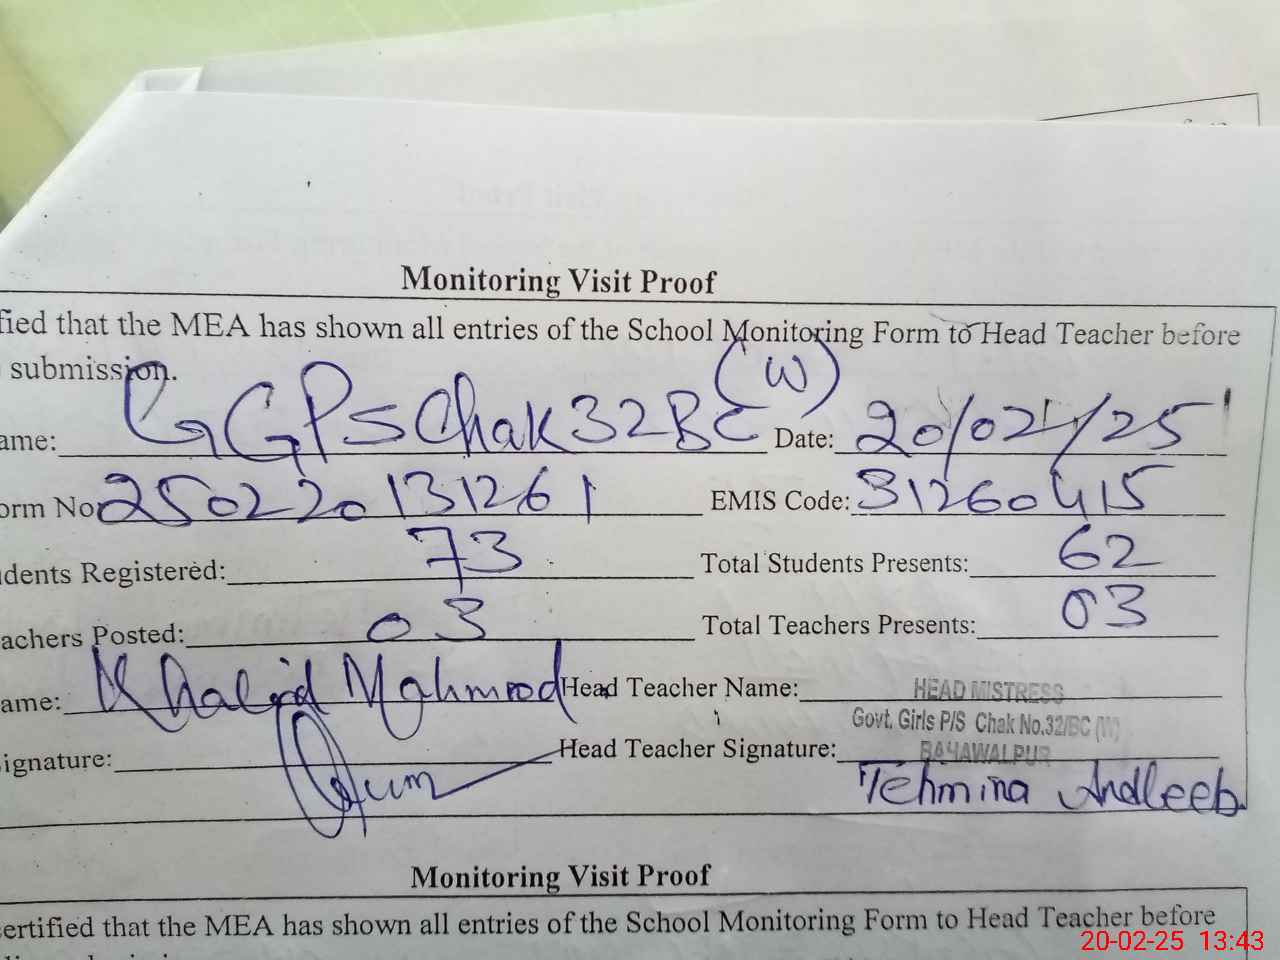 Monitoring Visit Proof
fied that the MEA has shown all entries of the School Monitoring Form to Head Teacher before
submission.
ame: GGPS Chak 32 BC (W) Date: 20/02/25
orm No 250220131261 EMIS Code: 31260415
dents Registered: 73 Total Students Presents: 62
achers Posted: 03 Total Teachers Presents: 03
ame: Khalid Mahmood Head Teacher Name: HEAD MISTRESS
Govt. Girls P/S Chak No.32/BC (W)
ignature: Head Teacher Signature: BAHAWALPUR
Tehmina Andleeb
Monitoring Visit Proof
ertified that the MEA has shown all entries of the School Monitoring Form to Head Teacher before
20-02-25 13:43